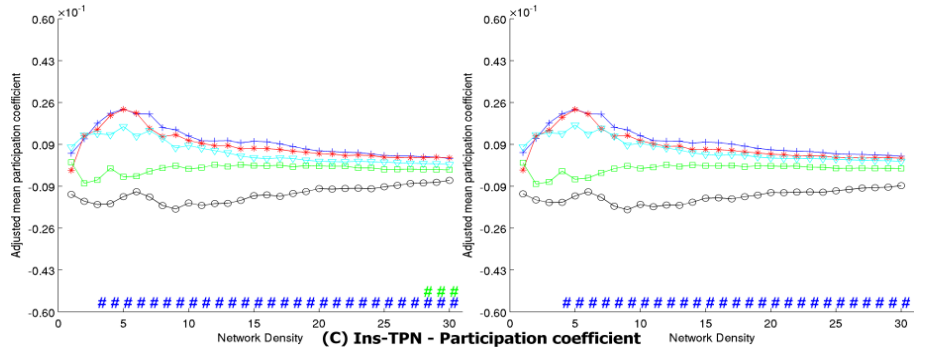 ×10⁻¹
0.60
0.43
0.26
0.09
-0.09
-0.26
-0.43
-0.60
Adjusted mean participation coefficient
# # #
# # # # # # # # # # # # # # # # # # # # # # # # # # # #
0 5 10 15 20 25 30
Network Density
×10⁻¹
0.60
0.43
0.26
0.09
-0.09
-0.26
-0.43
-0.60
Adjusted mean participation coefficient
# # # # # # # # # # # # # # # # # # # # # # # # # # #
0 5 10 15 20 25 30
Network Density
(C) Ins-TPN - Participation coefficient